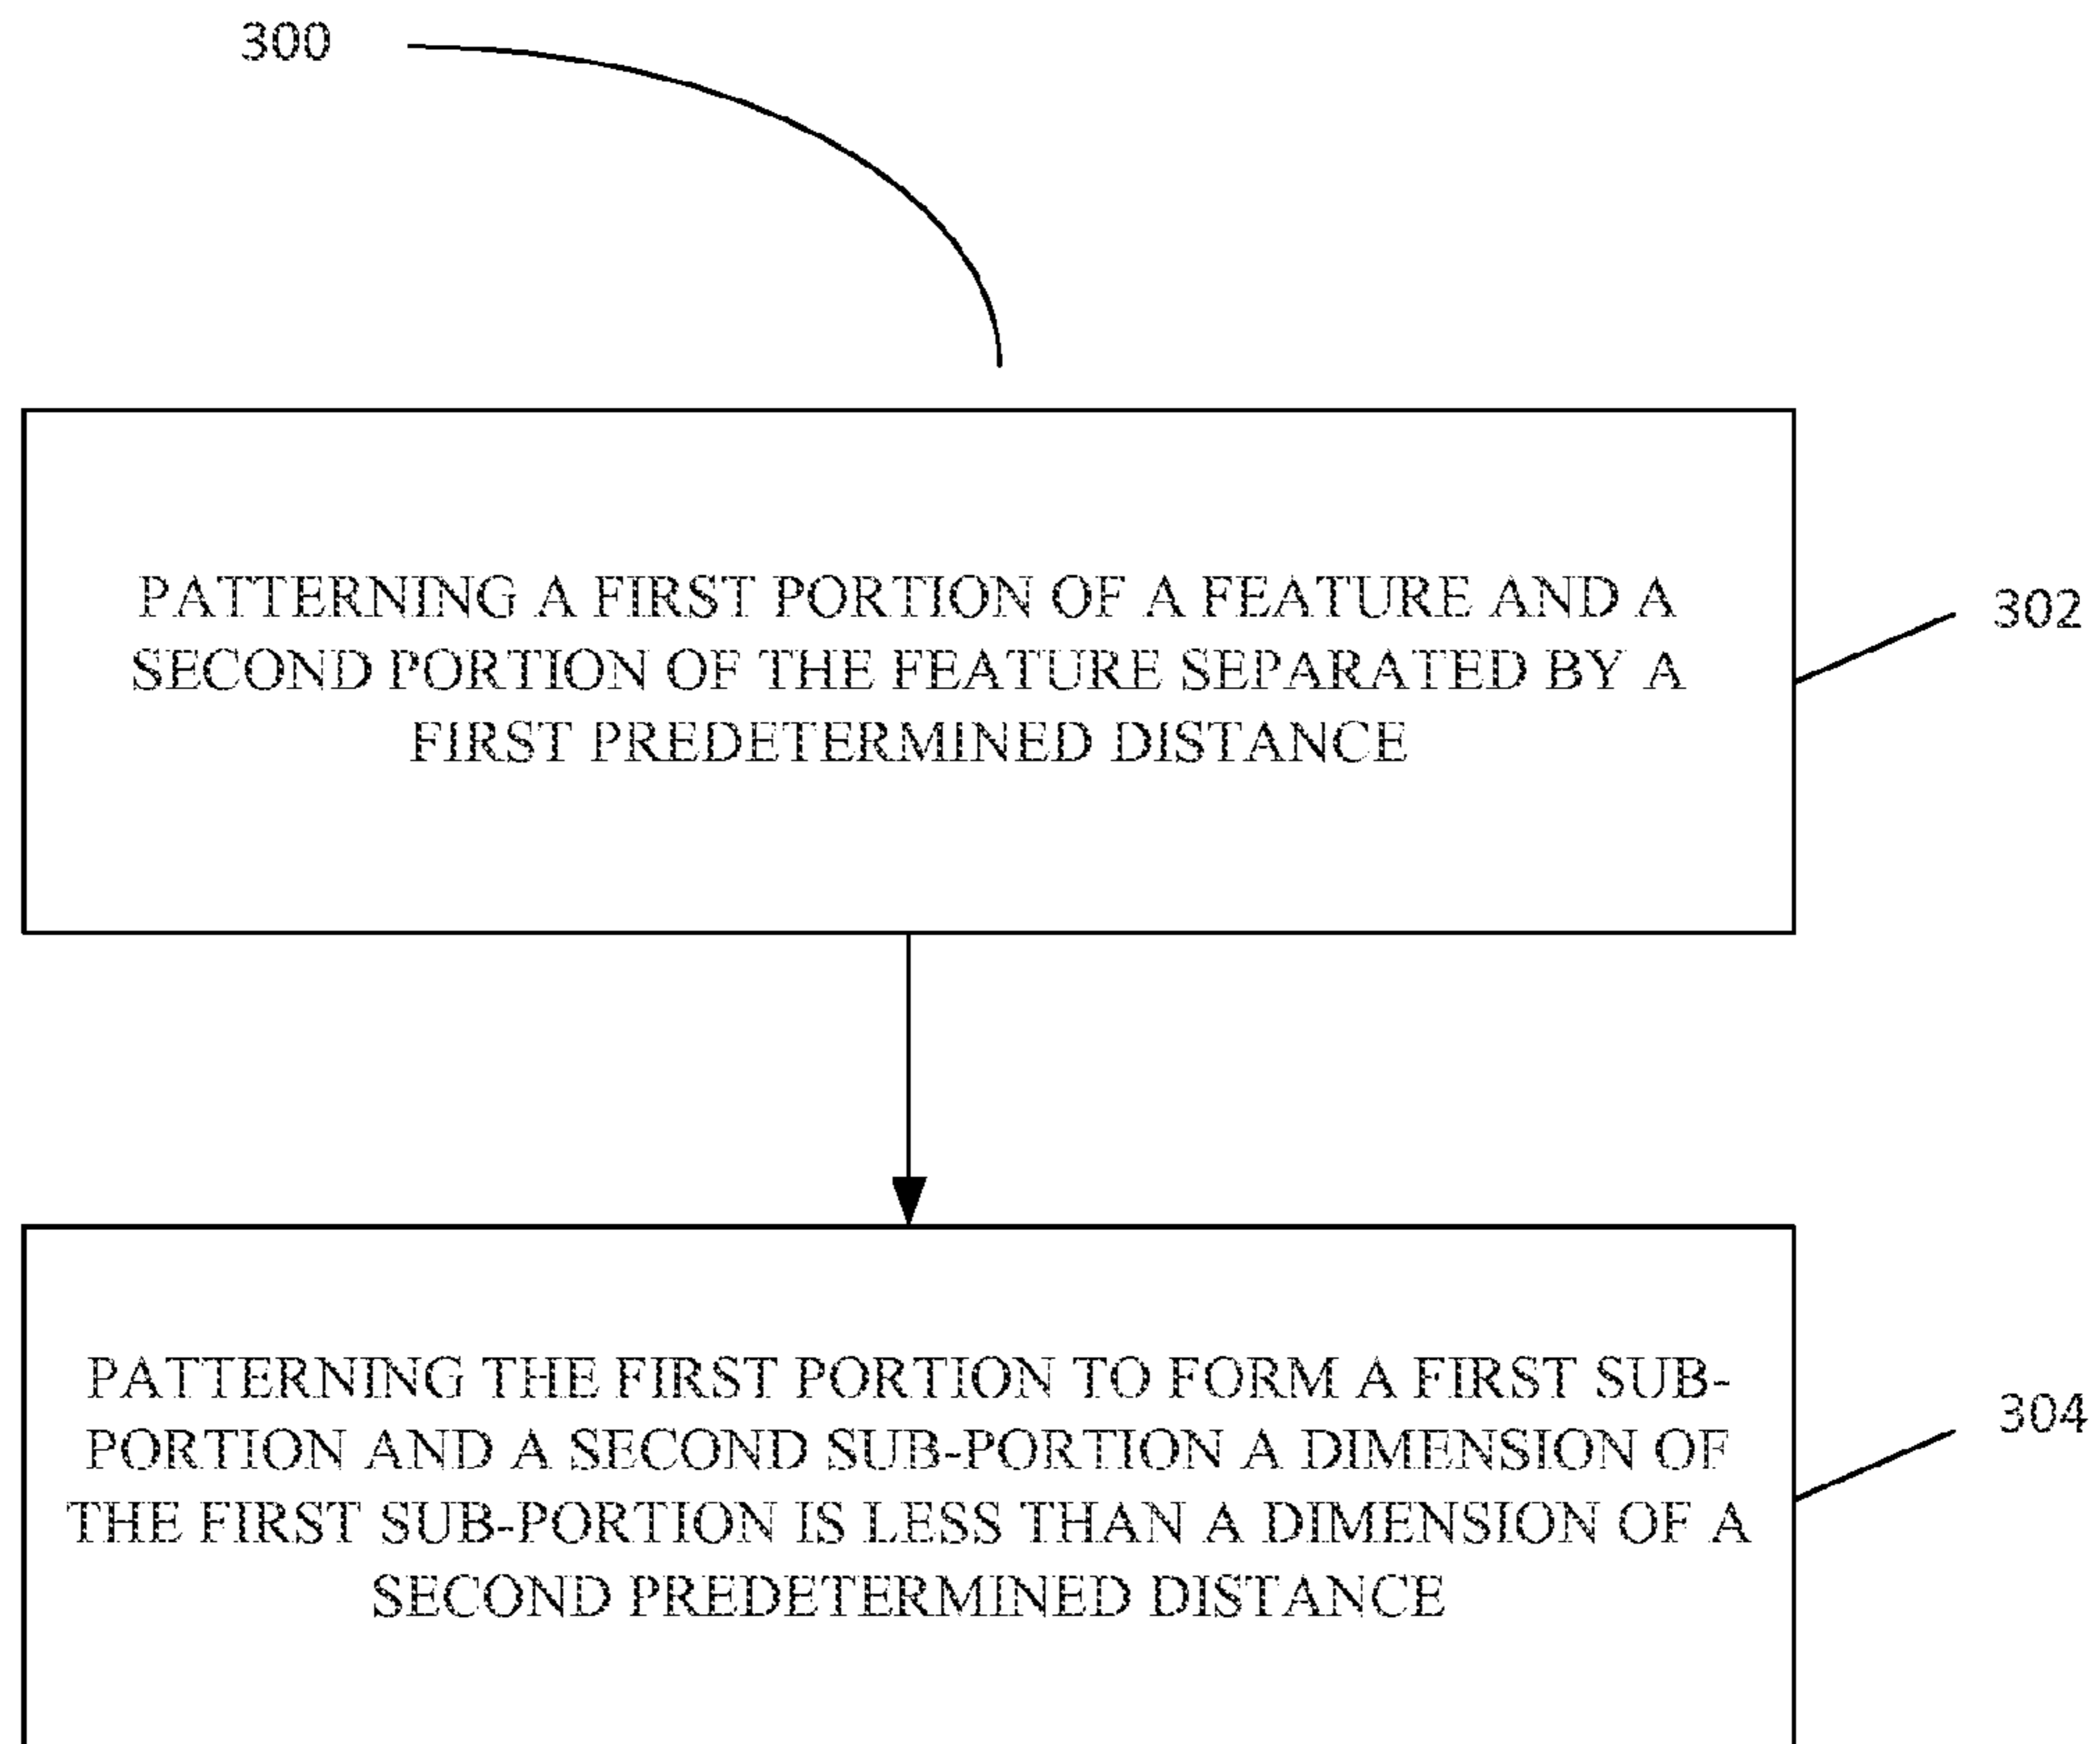 300
PATTERNING A FIRST PORTION OF A FEATURE AND A
SECOND PORTION OF THE FEATURE SEPARATED BY A
FIRST PREDETERMINED DISTANCE
302
PATTERNING THE FIRST PORTION TO FORM A FIRST SUB-
PORTION AND A SECOND SUB-PORTION A DIMENSION OF
THE FIRST SUB-PORTION IS LESS THAN A DIMENSION OF A
SECOND PREDETERMINED DISTANCE
304